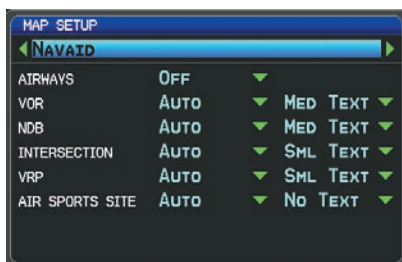 MAP SETUP
NAVAID
AIRWAYS OFF
VOR AUTO MED TEXT
NDB AUTO MED TEXT
INTERSECTION AUTO SML TEXT
VRP AUTO SML TEXT
AIR SPORTS SITE AUTO NO TEXT